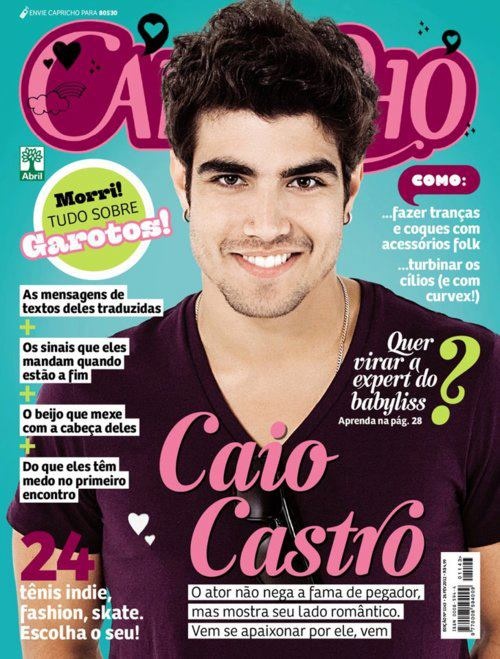 ENVIE CAPRICHO PARA 80530
CAPRICHO
Abril
Morri!
TUDO SOBRE
Garotos!
As mensagens de
textos deles traduzidas
+
Os sinais que eles
mandam quando
estão a fim
+
O beijo que mexe
com a cabeça deles
+
Do que eles têm
medo no primeiro
encontro
24
tênis indie,
fashion, skate.
Escolha o seu!
COMO:
...fazer tranças
e coques com
acessórios folk
...turbinar os
cílios (e com
curvex!)
Quer
virar a
expert do
babyliss
?
Aprenda na pág. 28
Caio
Castro
O ator não nega a fama de pegador,
mas mostra seu lado romântico.
Vem se apaixonar por ele, vem